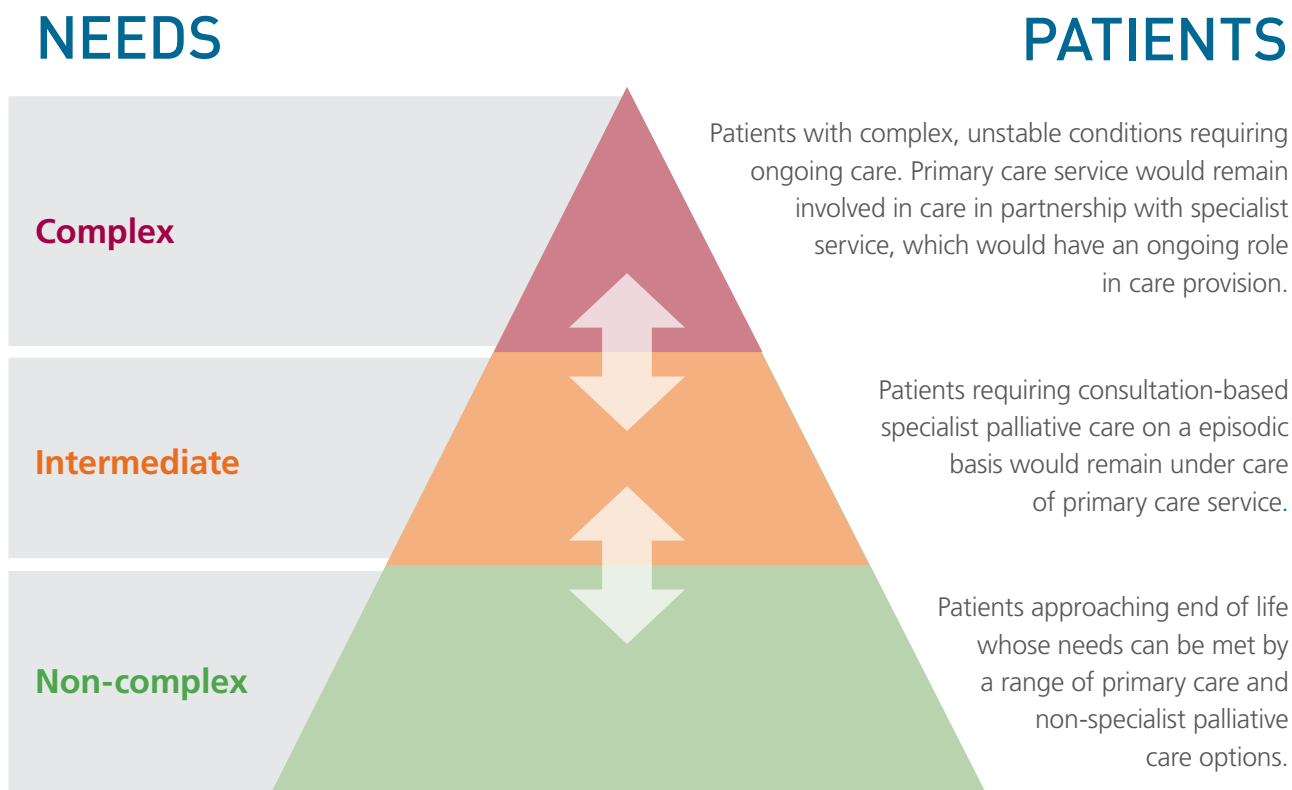 NEEDS
PATIENTS
Complex
Patients with complex, unstable conditions requiring
ongoing care. Primary care service would remain
involved in care in partnership with specialist
service, which would have an ongoing role
in care provision.
Intermediate
Patients requiring consultation-based
specialist palliative care on a episodic
basis would remain under care
of primary care service.
Non-complex
Patients approaching end of life
whose needs can be met by
a range of primary care and
non-specialist palliative
care options.